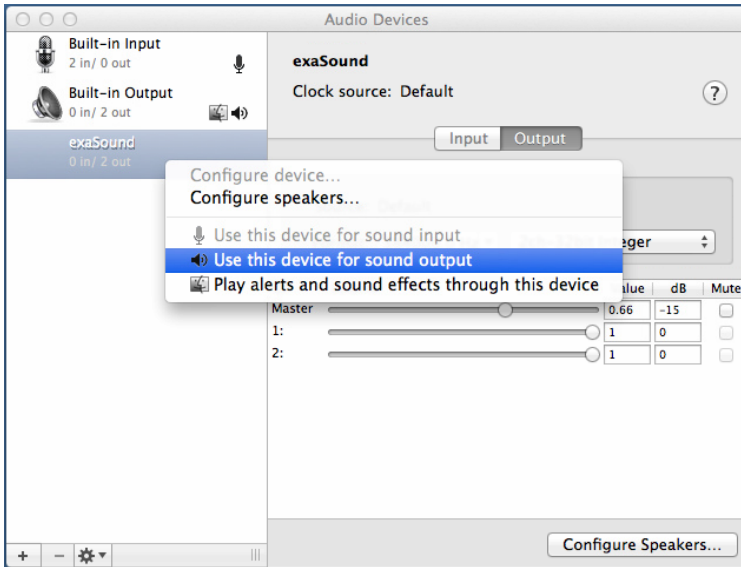 Audio Devices
Built-in Input
2 in/ 0 out
Built-in Output
0 in/ 2 out
exaSound
0 in/ 2 out
exaSound
Clock source: Default
?
Input Output
Configure device...
Configure speakers...
Use this device for sound input
Use this device for sound output
Play alerts and sound effects through this device
dB Mute
Master 0.66 -15
1: 1 0
2: 1 0
Configure Speakers...
+ -